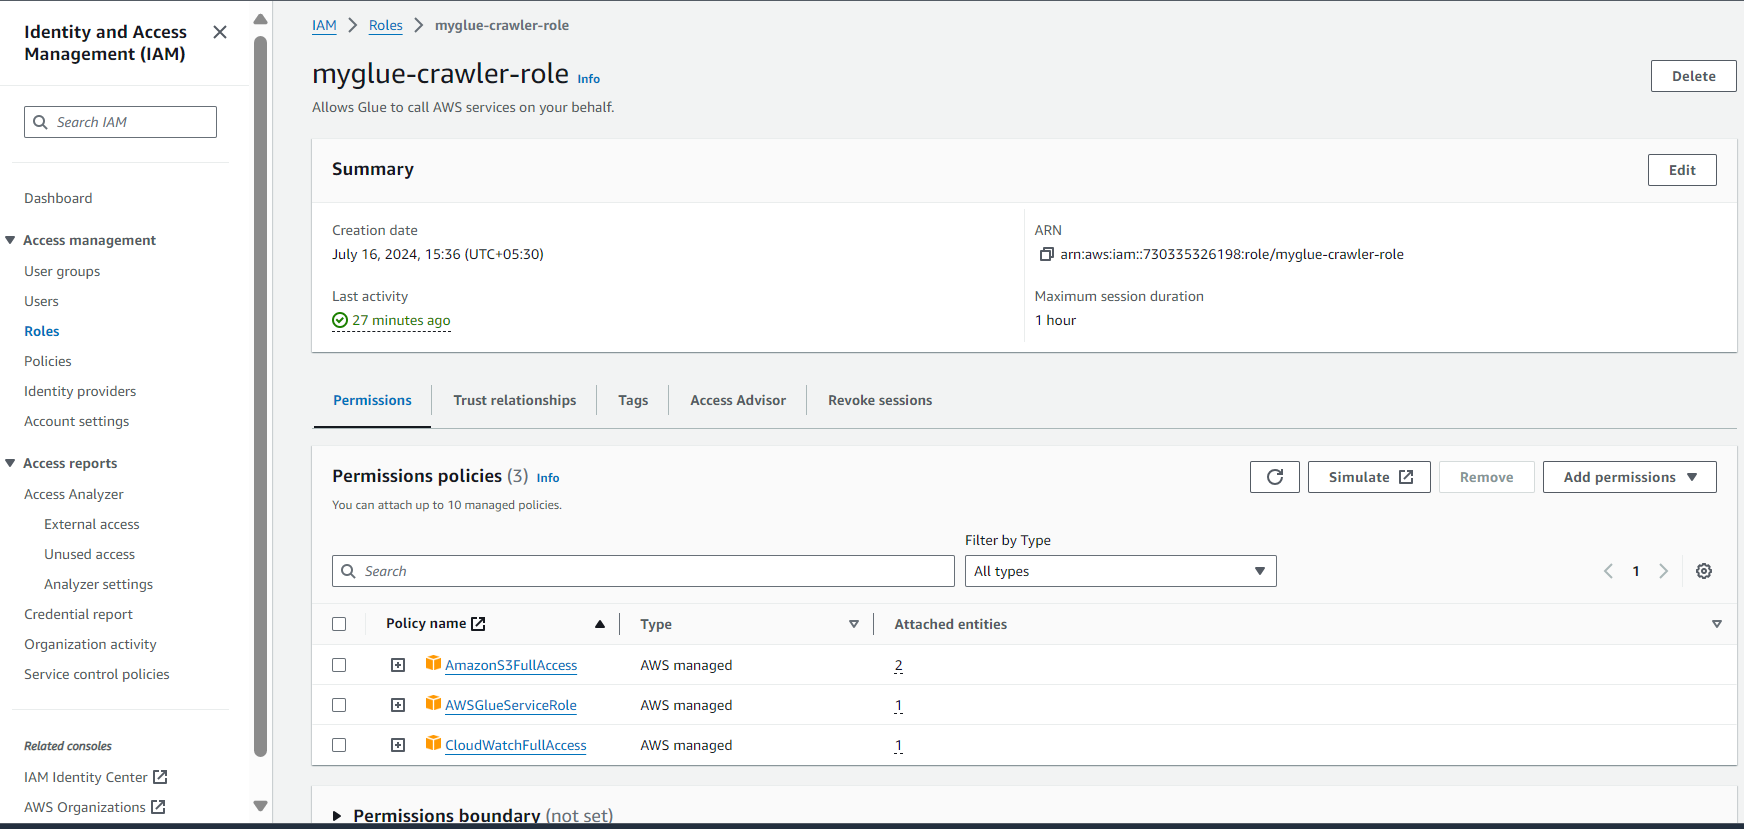 Identity and Access
Management (IAM)
Search IAM
Dashboard
Access management
User groups
Users
Roles
Policies
Identity providers
Account settings
Access reports
Access Analyzer
External access
Unused access
Analyzer settings
Credential report
Organization activity
Service control policies
Related consoles
IAM Identity Center
AWS Organizations
IAM > Roles > myglue-crawler-role
myglue-crawler-role Info
Delete
Allows Glue to call AWS services on your behalf.
Summary
Edit
Creation date
July 16, 2024, 15:36 (UTC+05:30)
ARN
arn:aws:iam::730335326198:role/myglue-crawler-role
Last activity
27 minutes ago
Maximum session duration
1 hour
Permissions Trust relationships Tags Access Advisor Revoke sessions
Permissions policies (3) Info
Simulate Remove Add permissions
You can attach up to 10 managed policies.
Filter by Type
Search
All types
1
Policy name Type Attached entities
AmazonS3FullAccess AWS managed 2
AWSGlueServiceRole AWS managed 1
CloudWatchFullAccess AWS managed 1
Permissions boundary (not set)